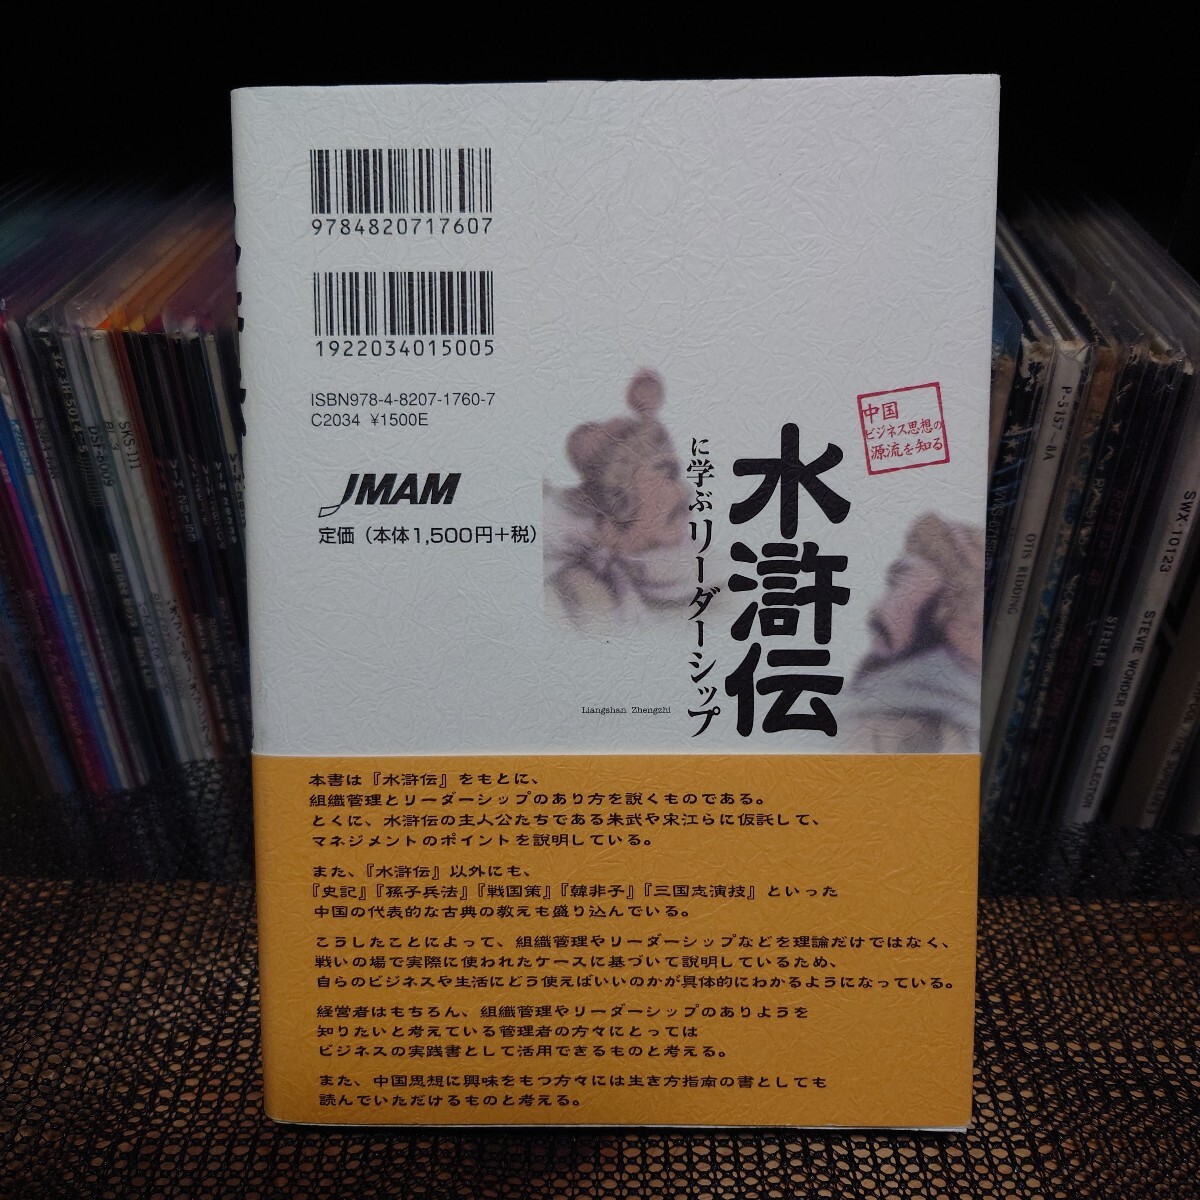 9784820717607
1922034015005
ISBN978-4-8207-1760-7
C2034 ¥1500E
JMAM
定価（本体1,500円+税）
中国
ビジネス思想の
源流を知る
水滸伝
に学ぶリーダーシップ
Liangshan Zhengzhi
本書は『水滸伝』をもとに、
組織管理とリーダーシップのあり方を説くものである。
とくに、水滸伝の主人公たちである朱武や宋江らに仮託して、
マネジメントのポイントを説明している。
また、『水滸伝』以外にも、
『史記』『孫子兵法』『戦国策』『韓非子』『三国志演技』といった
中国の代表的な古典の教えも盛り込んでいる。
こうしたことによって、組織管理やリーダーシップなどを理論だけではなく、
戦いの場で実際に使われたケースに基づいて説明しているため、
自らのビジネスや生活にどう使えばいいのかが具体的にわかるようになっている。
経営者はもちろん、組織管理やリーダーシップのありようを
知りたいと考えている管理者の方々にとっては
ビジネスの実践書として活用できるものと考える。
また、中国思想に興味をもつ方々には生き方指南の書としても
読んでいただけるものと考える。
SKS-111
OTIS REDDING
P-5157~8A
STEELER
SWX-10123
STEVIE WONDER BEST COLLECTION